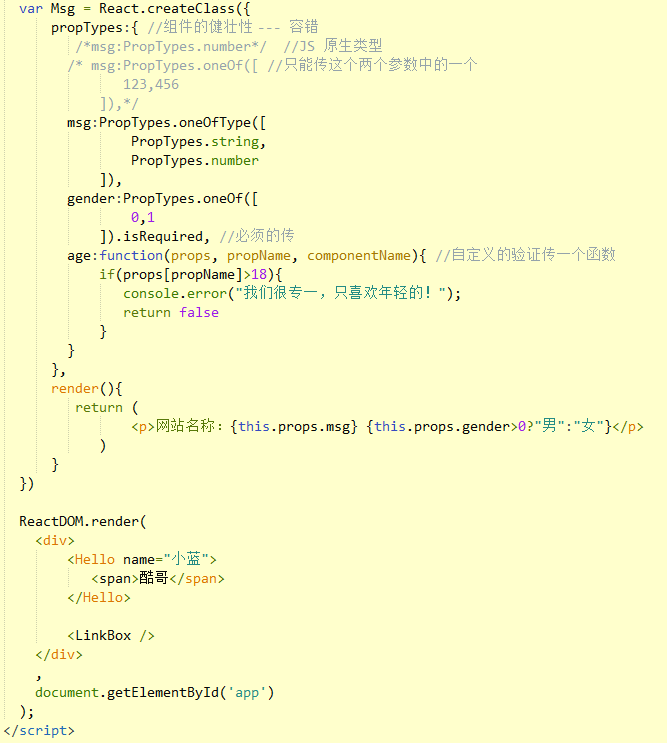 var Msg = React.createClass({
propTypes:{ //组件的健壮性 --- 容错
/*msg:PropTypes.number*/ //JS 原生类型
/* msg:PropTypes.oneOf([ //只能传这个两个参数中的一个
123,456
]),*/
msg:PropTypes.oneOfType([
PropTypes.string,
PropTypes.number
]),
gender:PropTypes.oneOf([
0,1
]).isRequired, //必须的传
age:function(props, propName, componentName){ //自定义的验证传一个函数
if(props[propName]>18){
console.error("我们很专一，只喜欢年轻的！");
return false
}
}
},
render(){
return (
<p>网站名称：{this.props.msg} {this.props.gender>0?"男":"女"}</p>
)
}
})
ReactDOM.render(
<div>
<Hello name="小蓝">
<span>酷哥</span>
</Hello>
<LinkBox />
</div>
,
document.getElementById('app')
);
</script>